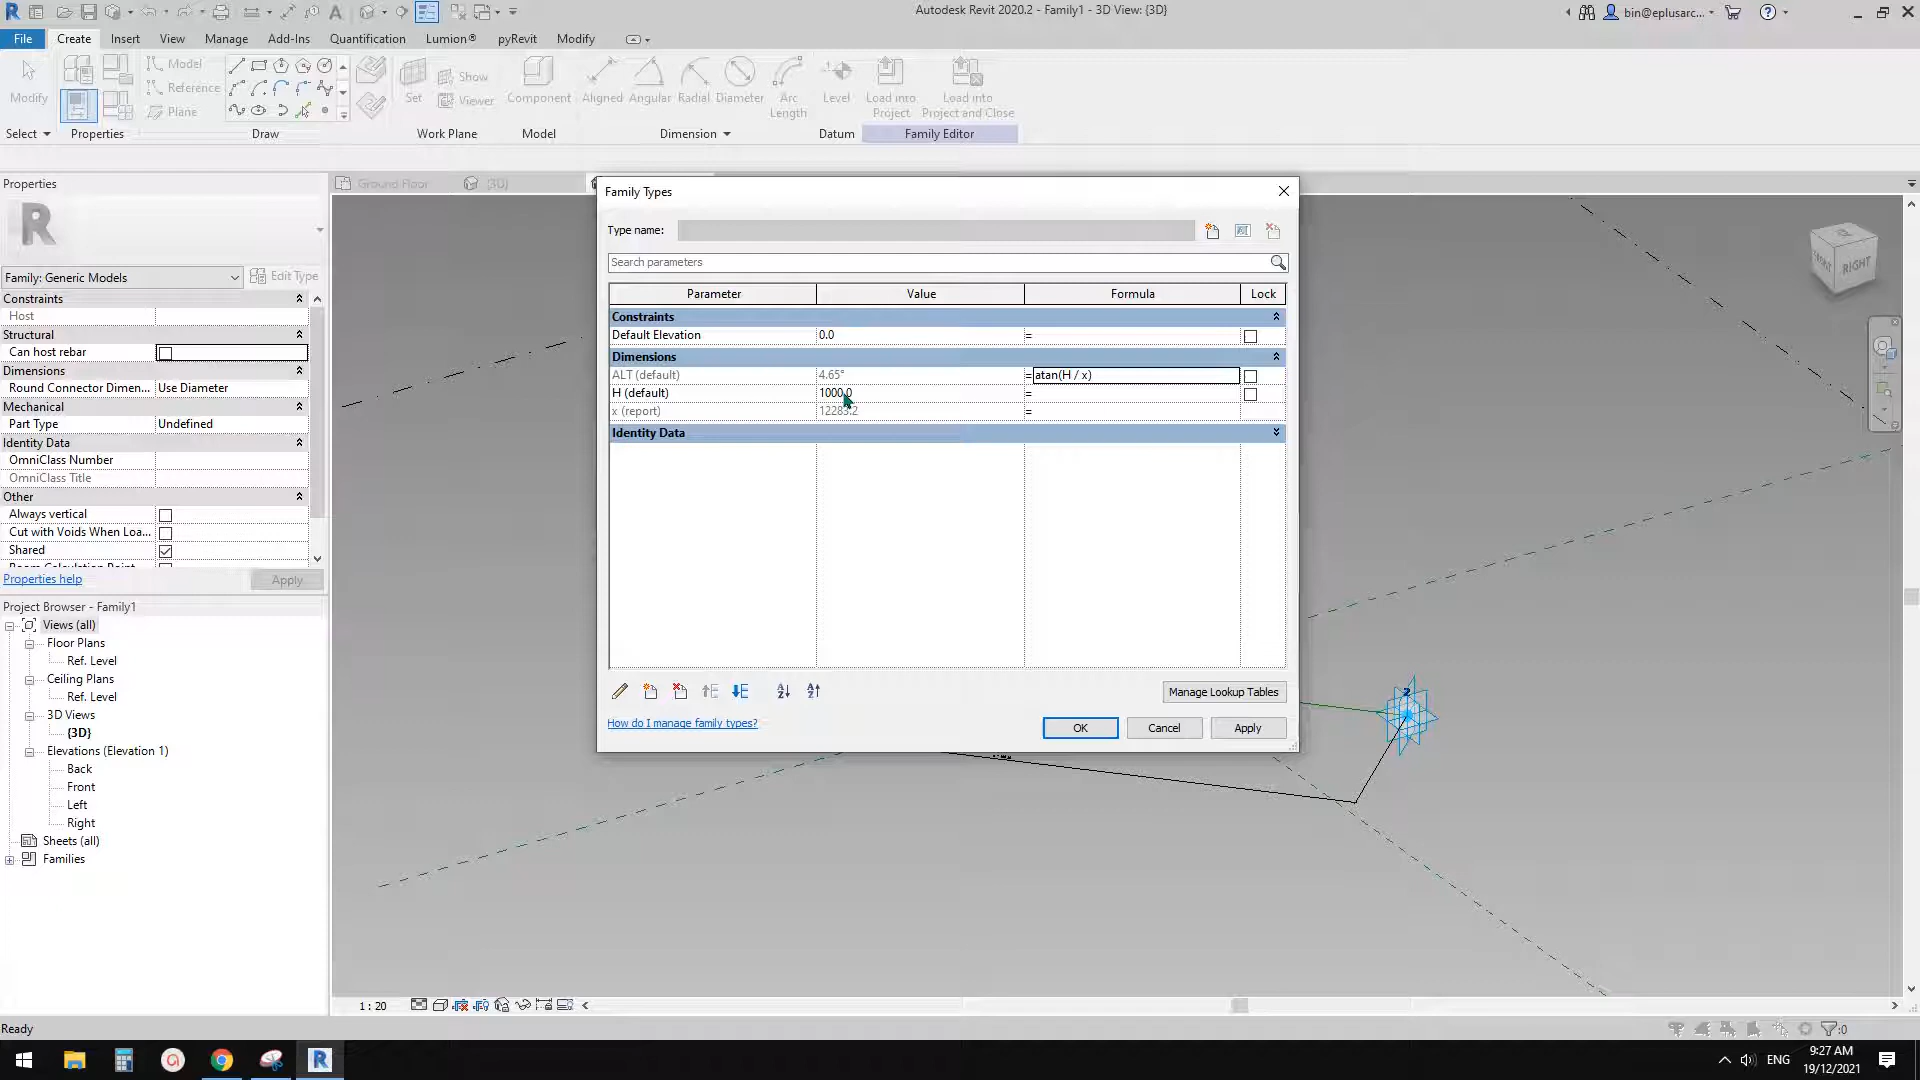 Autodesk Revit 2020.2 - Family1 - 3D View: {3D}
bin@eplusarc...
File Create Insert View Manage Add-Ins Quantification Lumion® pyRevit Modify
Modify
Model
Reference
Plane
Set
Show
Viewer
Component
Aligned Angular Radial Diameter Arc Length
Level
Load into Project
Load into Project and Close
Select Properties Draw Work Plane Model Dimension Datum Family Editor
Properties
Ground Floor
{3D}
R
Family: Generic Models
Edit Type
Constraints
Host
Structural
Can host rebar
Dimensions
Round Connector Dimen... Use Diameter
Mechanical
Part Type Undefined
Identity Data
OmniClass Number
OmniClass Title
Other
Always vertical
Cut with Voids When Loa...
Shared
Properties help
Apply
Project Browser - Family1
Views (all)
Floor Plans
Ref. Level
Ceiling Plans
Ref. Level
3D Views
{3D}
Elevations (Elevation 1)
Back
Front
Left
Right
Sheets (all)
Families
Family Types
Type name:
Search parameters
Parameter Value Formula Lock
Constraints
Default Elevation 0.0 =
Dimensions
ALT (default) 4.65° = atan(H / x)
H (default) 1000.0 =
x (report) =
Identity Data
Manage Lookup Tables
How do I manage family types?
OK Cancel Apply
FRONT RIGHT
2
1 : 20
Ready
:0
ENG
9:27 AM
19/12/2021